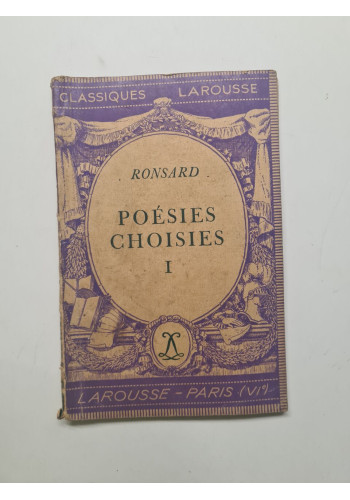 CLASSIQUES LAROUSSE
RONSARD
POÉSIES
CHOISIES
I
LAROUSSE - PARIS (VIe)